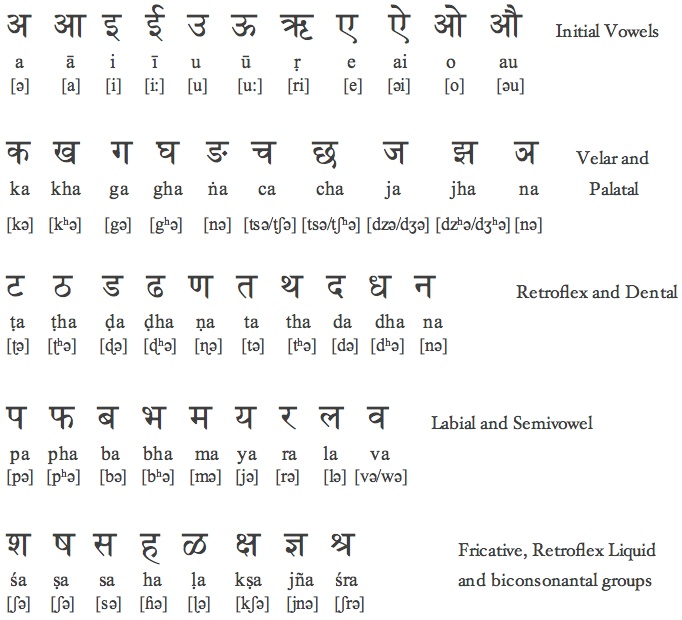 अ आ इ ई उ ऊ ऋ ए ऐ ओ औ Initial Vowels
a ā i ī u ū ṛ e ai o au
[ə] [a] [i] [i:] [u] [u:] [ri] [e] [əi] [o] [əu]
क ख ग घ ङ च छ ज झ ञ Velar and
ka kha ga gha ṅa ca cha ja jha na Palatal
[kə] [kʰə] [gə] [gʰə] [nə] [tsə/tʃə] [tsə/tʃʰə] [dzə/dʒə] [dzʰə/dʒʰə] [nə]
ट ठ ड ढ ण त थ द ध न Retroflex and Dental
ṭa ṭha ḍa ḍha ṇa ta tha da dha na
[ʈə] [ʈʰə] [ɖə] [ɖʰə] [ɳə] [tə] [tʰə] [də] [dʰə] [nə]
प फ ब भ म य र ल व Labial and Semivowel
pa pha ba bha ma ya ra la va
[pə] [pʰə] [bə] [bʰə] [mə] [jə] [rə] [lə] [və/wə]
श ष स ह ळ क्ष ज्ञ श्र Fricative, Retroflex Liquid
śa ṣa sa ha ḷa kṣa jña śra and biconsonantal groups
[ʃə] [ʃə] [sə] [ɦə] [ɭə] [kʃə] [jnə] [ʃrə]